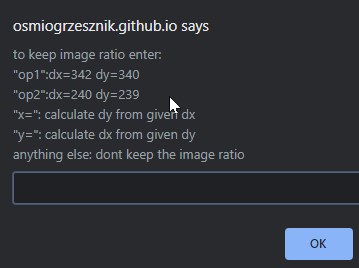 osmiogrzesznik.github.io says
to keep image ratio enter:
"op1":dx=342 dy=340
"op2":dx=240 dy=239
"x=": calculate dy from given dx
"y=": calculate dx from given dy
anything else: dont keep the image ratio
OK